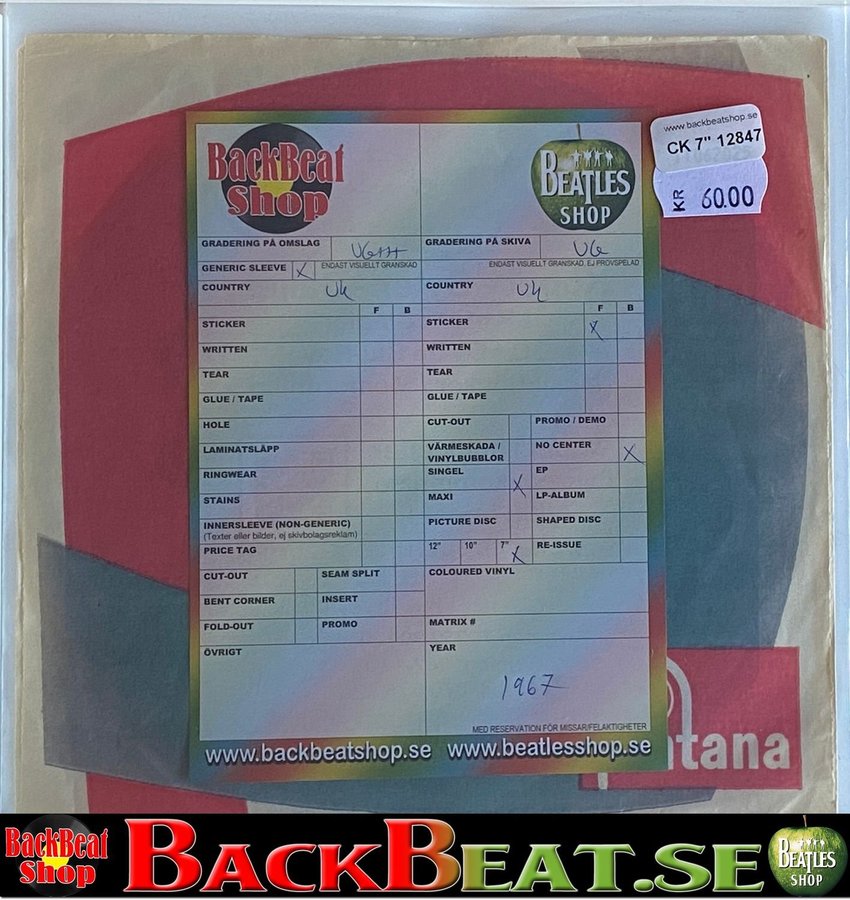 www.backbeatshop.se
CK 7" 12847
KR 60.00
BackBeat
Shop
BEATLES
SHOP
GRADERING PÅ OMSLAG VG++
GRADERING PÅ SKIVA VG
GENERIC SLEEVE X ENDAST VISUELLT GRANSKAD
ENDAST VISUELLT GRANSKAD, EJ PROVSPELAD
COUNTRY UK
COUNTRY UK
F B
F B
STICKER
STICKER X
WRITTEN
WRITTEN
TEAR
TEAR
GLUE / TAPE
GLUE / TAPE
HOLE
CUT-OUT PROMO / DEMO
LAMINATSLÄPP
VÄRMESKADA /
VINYLBUBBLOR
NO CENTER X
RINGWEAR
SINGEL X EP
STAINS
MAXI LP-ALBUM
INNERSLEEVE (NON-GENERIC)
(Texter eller bilder, ej skivbolagsreklam)
PICTURE DISC SHAPED DISC
PRICE TAG
12" 10" 7" X RE-ISSUE
CUT-OUT SEAM SPLIT
COLOURED VINYL
BENT CORNER INSERT
FOLD-OUT PROMO
MATRIX #
ÖVRIGT
YEAR
1967
MED RESERVATION FÖR MISSAR/FELAKTIGHETER
www.backbeatshop.se www.beatlesshop.se
ntana
BackBeat
Shop
BACKBEAT.SE
BEATLES
SHOP